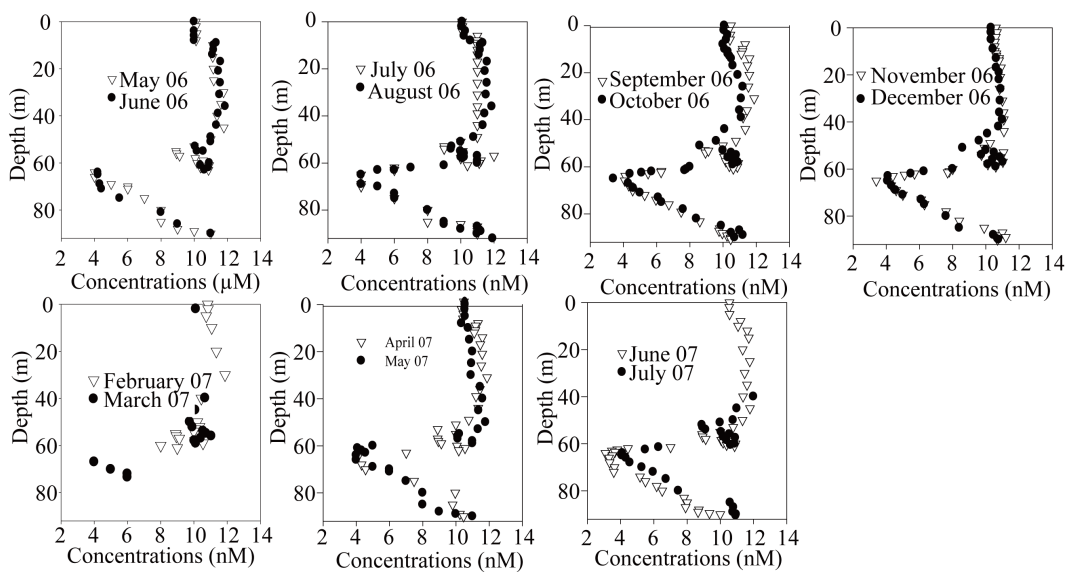 0
20
40
60
80
Depth (m)
May 06
June 06
2 4 6 8 10 12 14
Concentrations (µM)
0
20
40
60
80
Depth (m)
July 06
August 06
2 4 6 8 10 12 14
Concentrations (nM)
0
20
40
60
80
Depth (m)
September 06
October 06
2 4 6 8 10 12 14
Concentrations (nM)
0
20
40
60
80
Depth (m)
November 06
December 06
2 4 6 8 10 12 14
Concentrations (nM)
0
20
40
60
80
Depth (m)
February 07
March 07
2 4 6 8 10 12 14
Concentrations (nM)
0
20
40
60
80
Depth (m)
April 07
May 07
2 4 6 8 10 12 14
Concentrations (nM)
0
20
40
60
80
Depth (m)
June 07
July 07
2 4 6 8 10 12 14
Concentrations (nM)